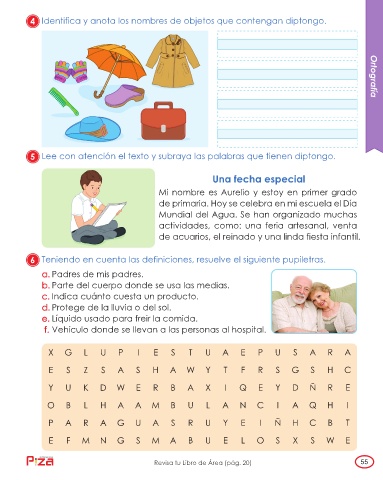 4 Identifica y anota los nombres de objetos que contengan diptongo.
Ortografía
5 Lee con atención el texto y subraya las palabras que tienen diptongo.
Una fecha especial
Mi nombre es Aurelio y estoy en primer grado
de primaria. Hoy se celebra en mi escuela el Día
Mundial del Agua. Se han organizado muchas
actividades, como: una feria artesanal, venta
de acuarios, el reinado y una linda fiesta infantil.
6 Teniendo en cuenta las definiciones, resuelve el siguiente pupiletras.
a. Padres de mis padres.
b. Parte del cuerpo donde se usa las medias.
c. Indica cuánto cuesta un producto.
d. Protege de la lluvia o del sol.
e. Líquido usado para freír la comida.
f. Vehículo donde se llevan a las personas al hospital.
X G L U P I E S T U A E P U S A R A
E S Z S A S H A W Y T F R S G S H C
Y U K D W E R B A X I Q E Y D Ñ R E
O B L H A A M B U L A N C I A Q H I
P A R A G U A S R U Y E I Ñ H C B T
E F M N G S M A B U E L O S X S W E
P:zA
Revisa tu Libro de Área (pág. 20)
55